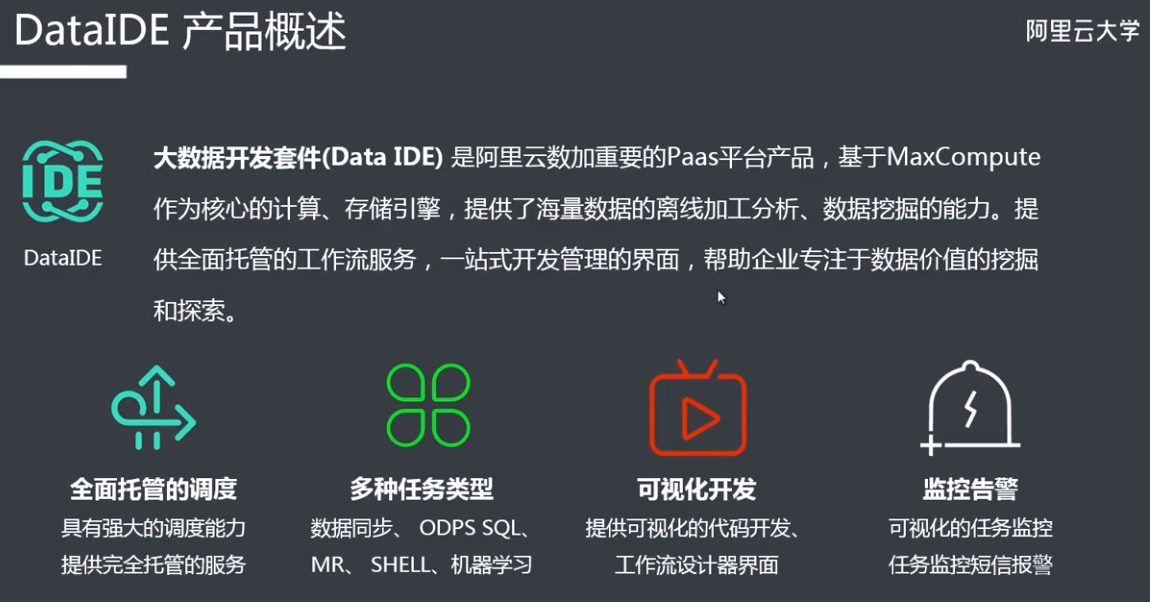 DataIDE 产品概述
阿里云大学
IDE
DataIDE
大数据开发套件(Data IDE) 是阿里云数加重要的Paas平台产品，基于MaxCompute
作为核心的计算、存储引擎，提供了海量数据的离线加工分析、数据挖掘的能力。提
供全面托管的工作流服务，一站式开发管理的界面，帮助企业专注于数据价值的挖掘
和探索。
全面托管的调度
具有强大的调度能力
提供完全托管的服务
多种任务类型
数据同步、 ODPS SQL、
MR、 SHELL、机器学习
可视化开发
提供可视化的代码开发、
工作流设计器界面
监控告警
可视化的任务监控
任务监控短信报警